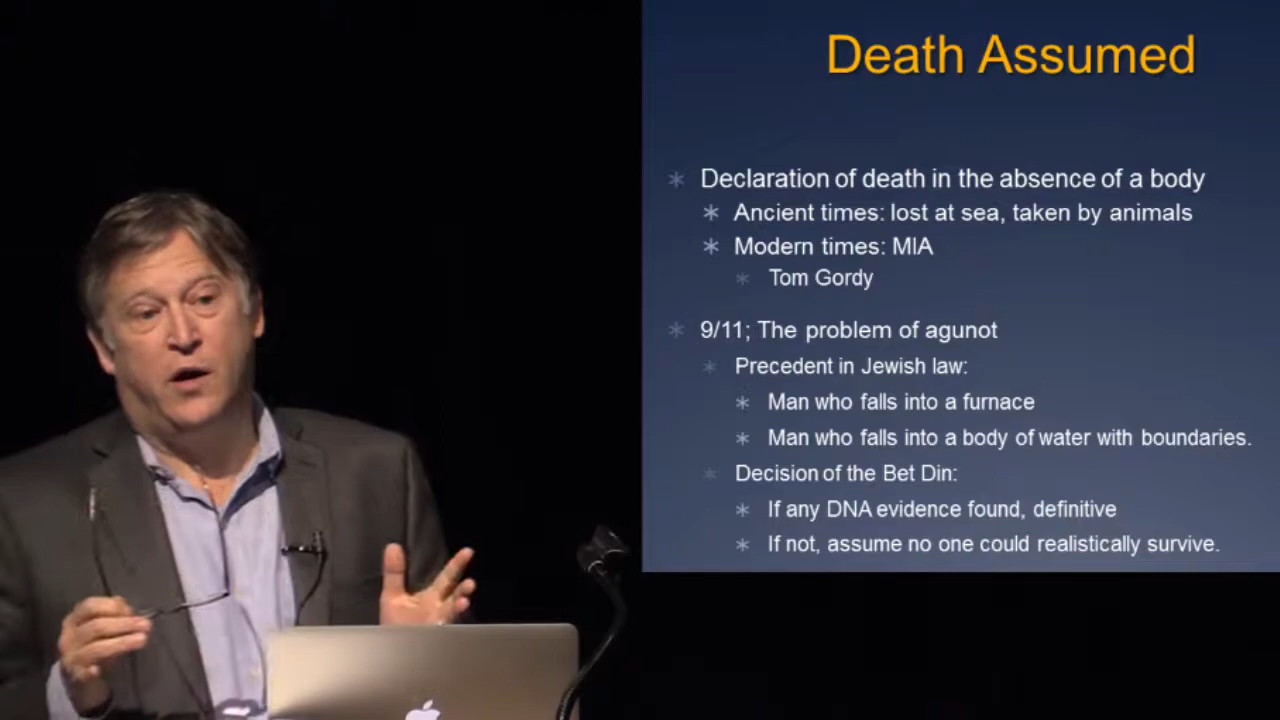 Death Assumed
Declaration of death in the absence of a body
Ancient times: lost at sea, taken by animals
Modern times: MIA
Tom Gordy
9/11; The problem of agunot
Precedent in Jewish law:
Man who falls into a furnace
Man who falls into a body of water with boundaries.
Decision of the Bet Din:
If any DNA evidence found, definitive
If not, assume no one could realistically survive.